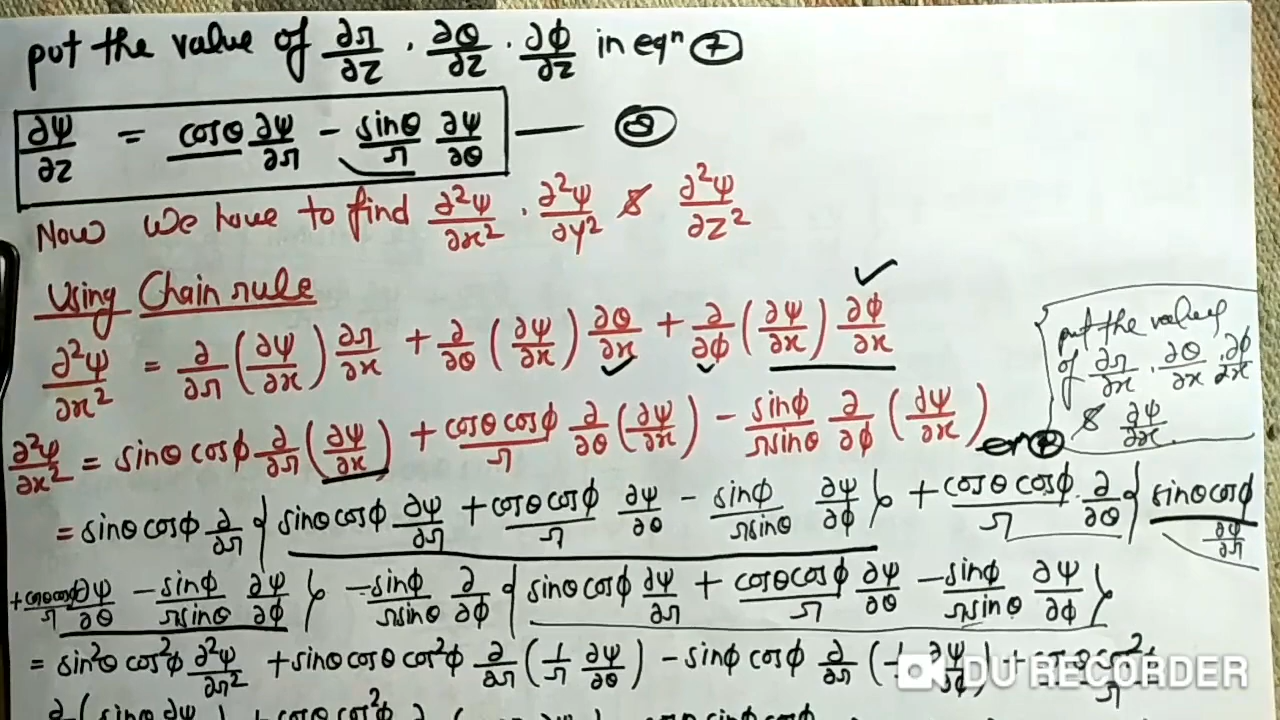 put the value of ∂r/∂z . ∂θ/∂z . ∂ϕ/∂z in eqⁿ ⑦
∂ψ/∂z = cosθ ∂ψ/∂r − sinθ/r ∂ψ/∂θ —
Now we have to find ∂²ψ/∂x² . ∂²ψ/∂y² & ∂²ψ/∂z²
Using Chain rule
∂²ψ/∂x² = ∂/∂r (∂ψ/∂x) ∂r/∂x + ∂/∂θ (∂ψ/∂x) ∂θ/∂x + ∂/∂ϕ (∂ψ/∂x) ∂ϕ/∂x
put the value
of ∂r/∂x . ∂θ/∂x . ∂ϕ/∂x
& ∂ψ/∂x.
∂²ψ/∂x² = sinθ cosϕ ∂/∂r (∂ψ/∂x) + cosθ cosϕ/r ∂/∂θ (∂ψ/∂x) − sinϕ/r sinθ ∂/∂ϕ (∂ψ/∂x)
= sinθ cosϕ ∂/∂r { sinθ cosϕ ∂ψ/∂r + cosθ cosϕ/r ∂ψ/∂θ − sinϕ/r sinθ ∂ψ/∂ϕ } + cosθ cosϕ/r . ∂/∂θ { sinθ cosϕ ∂ψ/∂r
+ cosθ cosϕ/r ∂ψ/∂θ − sinϕ/r sinθ ∂ψ/∂ϕ } − sinϕ/r sinθ ∂/∂ϕ { sinθ cosϕ ∂ψ/∂r + cosθ cosϕ/r ∂ψ/∂θ − sinϕ/r sinθ ∂ψ/∂ϕ }
= sin²θ cos²ϕ ∂²ψ/∂r² + sinθ cosθ cos²ϕ ∂/∂r (1/r ∂ψ/∂θ) − sinϕ cosϕ ∂/∂r (1/r ∂ψ/∂ϕ) +
DU RECORDER